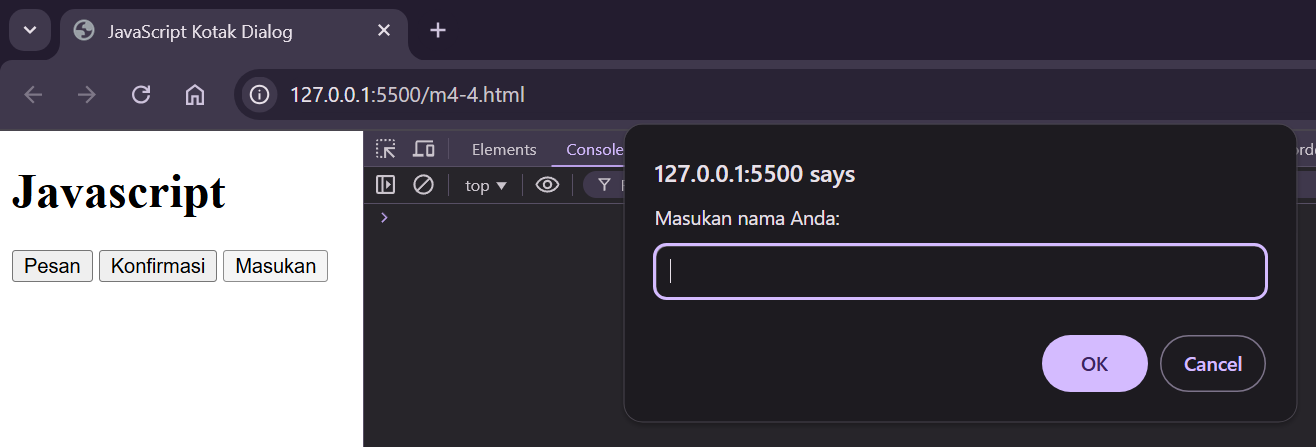 JavaScript Kotak Dialog
127.0.0.1:5500/m4-4.html
Javascript
Pesan Konfirmasi Masukan
Elements Console
top
127.0.0.1:5500 says
Masukan nama Anda:
OK Cancel